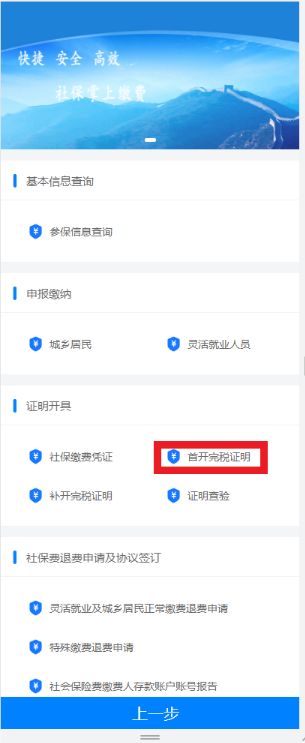 快捷 安全 高效
社保掌上缴费
基本信息查询
参保信息查询
申报缴纳
城乡居民 灵活就业人员
证明开具
社保缴费凭证 首开完税证明
补开完税证明 证明查验
社保费退费申请及协议签订
灵活就业及城乡居民正常缴费退费申请
特殊缴费退费申请
社会保险费缴费人存款账户账号报告
上一步